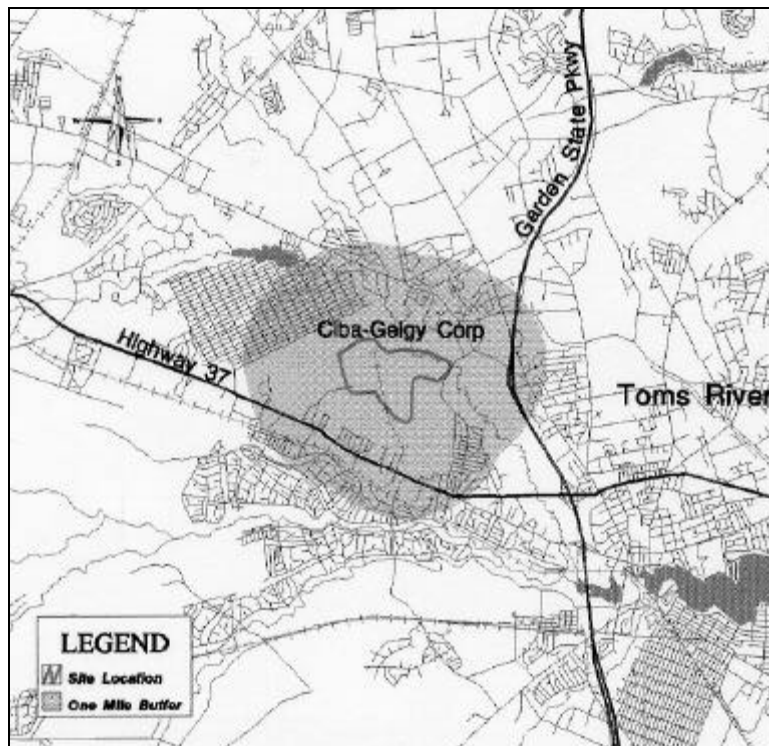 Garden State Pkwy
W
S
Ciba-Geigy Corp
Highway 37
Toms River
LEGEND
Site Location
One Mile Buffer